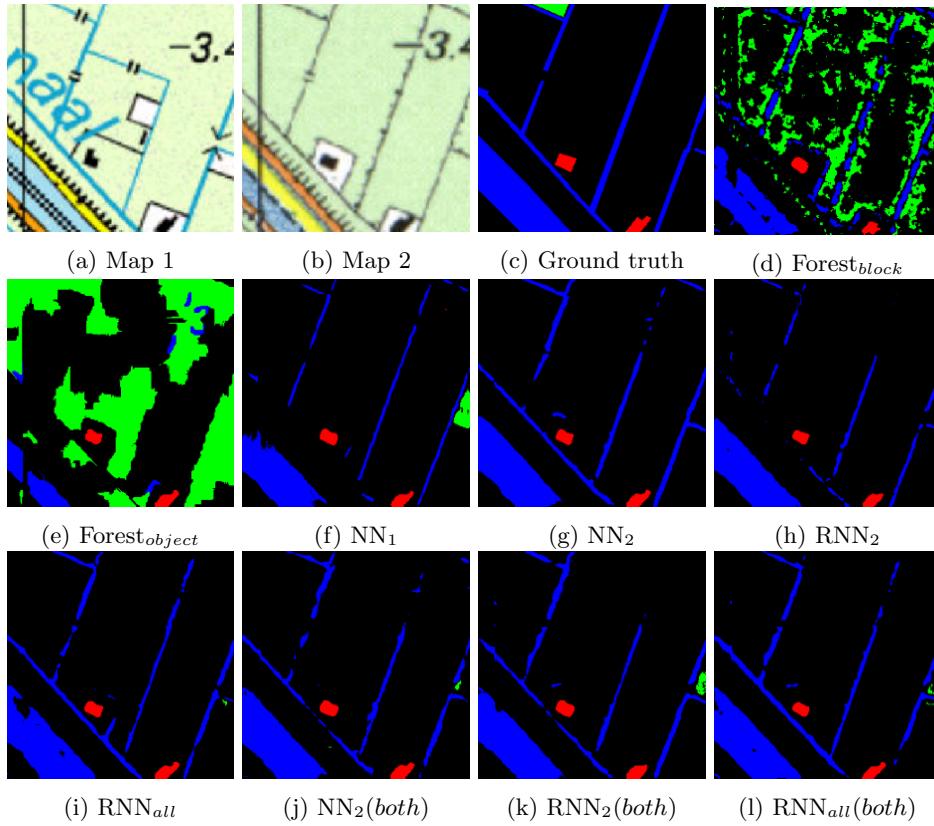 -3.4
naal
-3.4
(a) Map 1
(b) Map 2
(c) Ground truth
(d) Forest_block
3
(e) Forest_object
(f) NN_1
(g) NN_2
(h) RNN_2
(i) RNN_all
(j) NN_2(both)
(k) RNN_2(both)
(l) RNN_all(both)